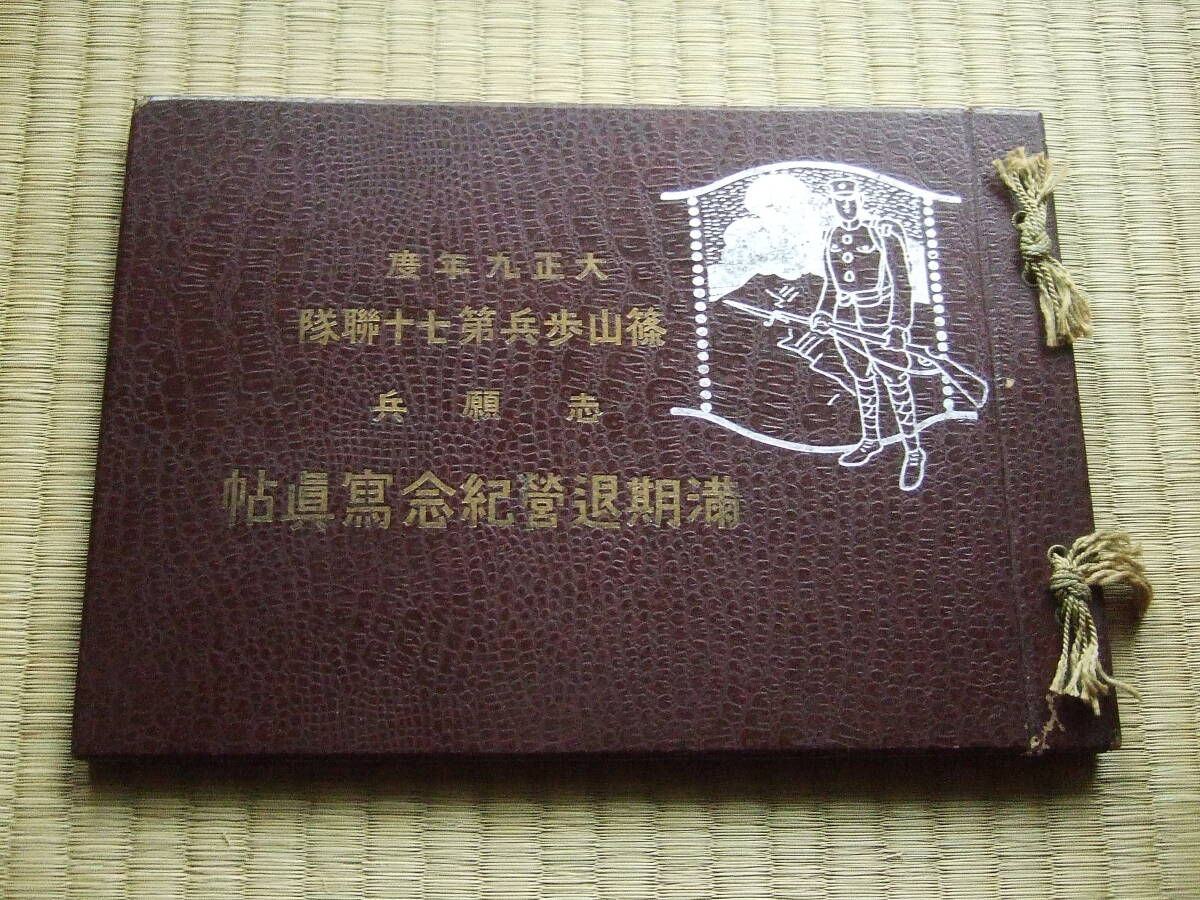 大正九年度
篠山歩兵第七十聯隊
志願兵
満期退營紀念寫眞帖